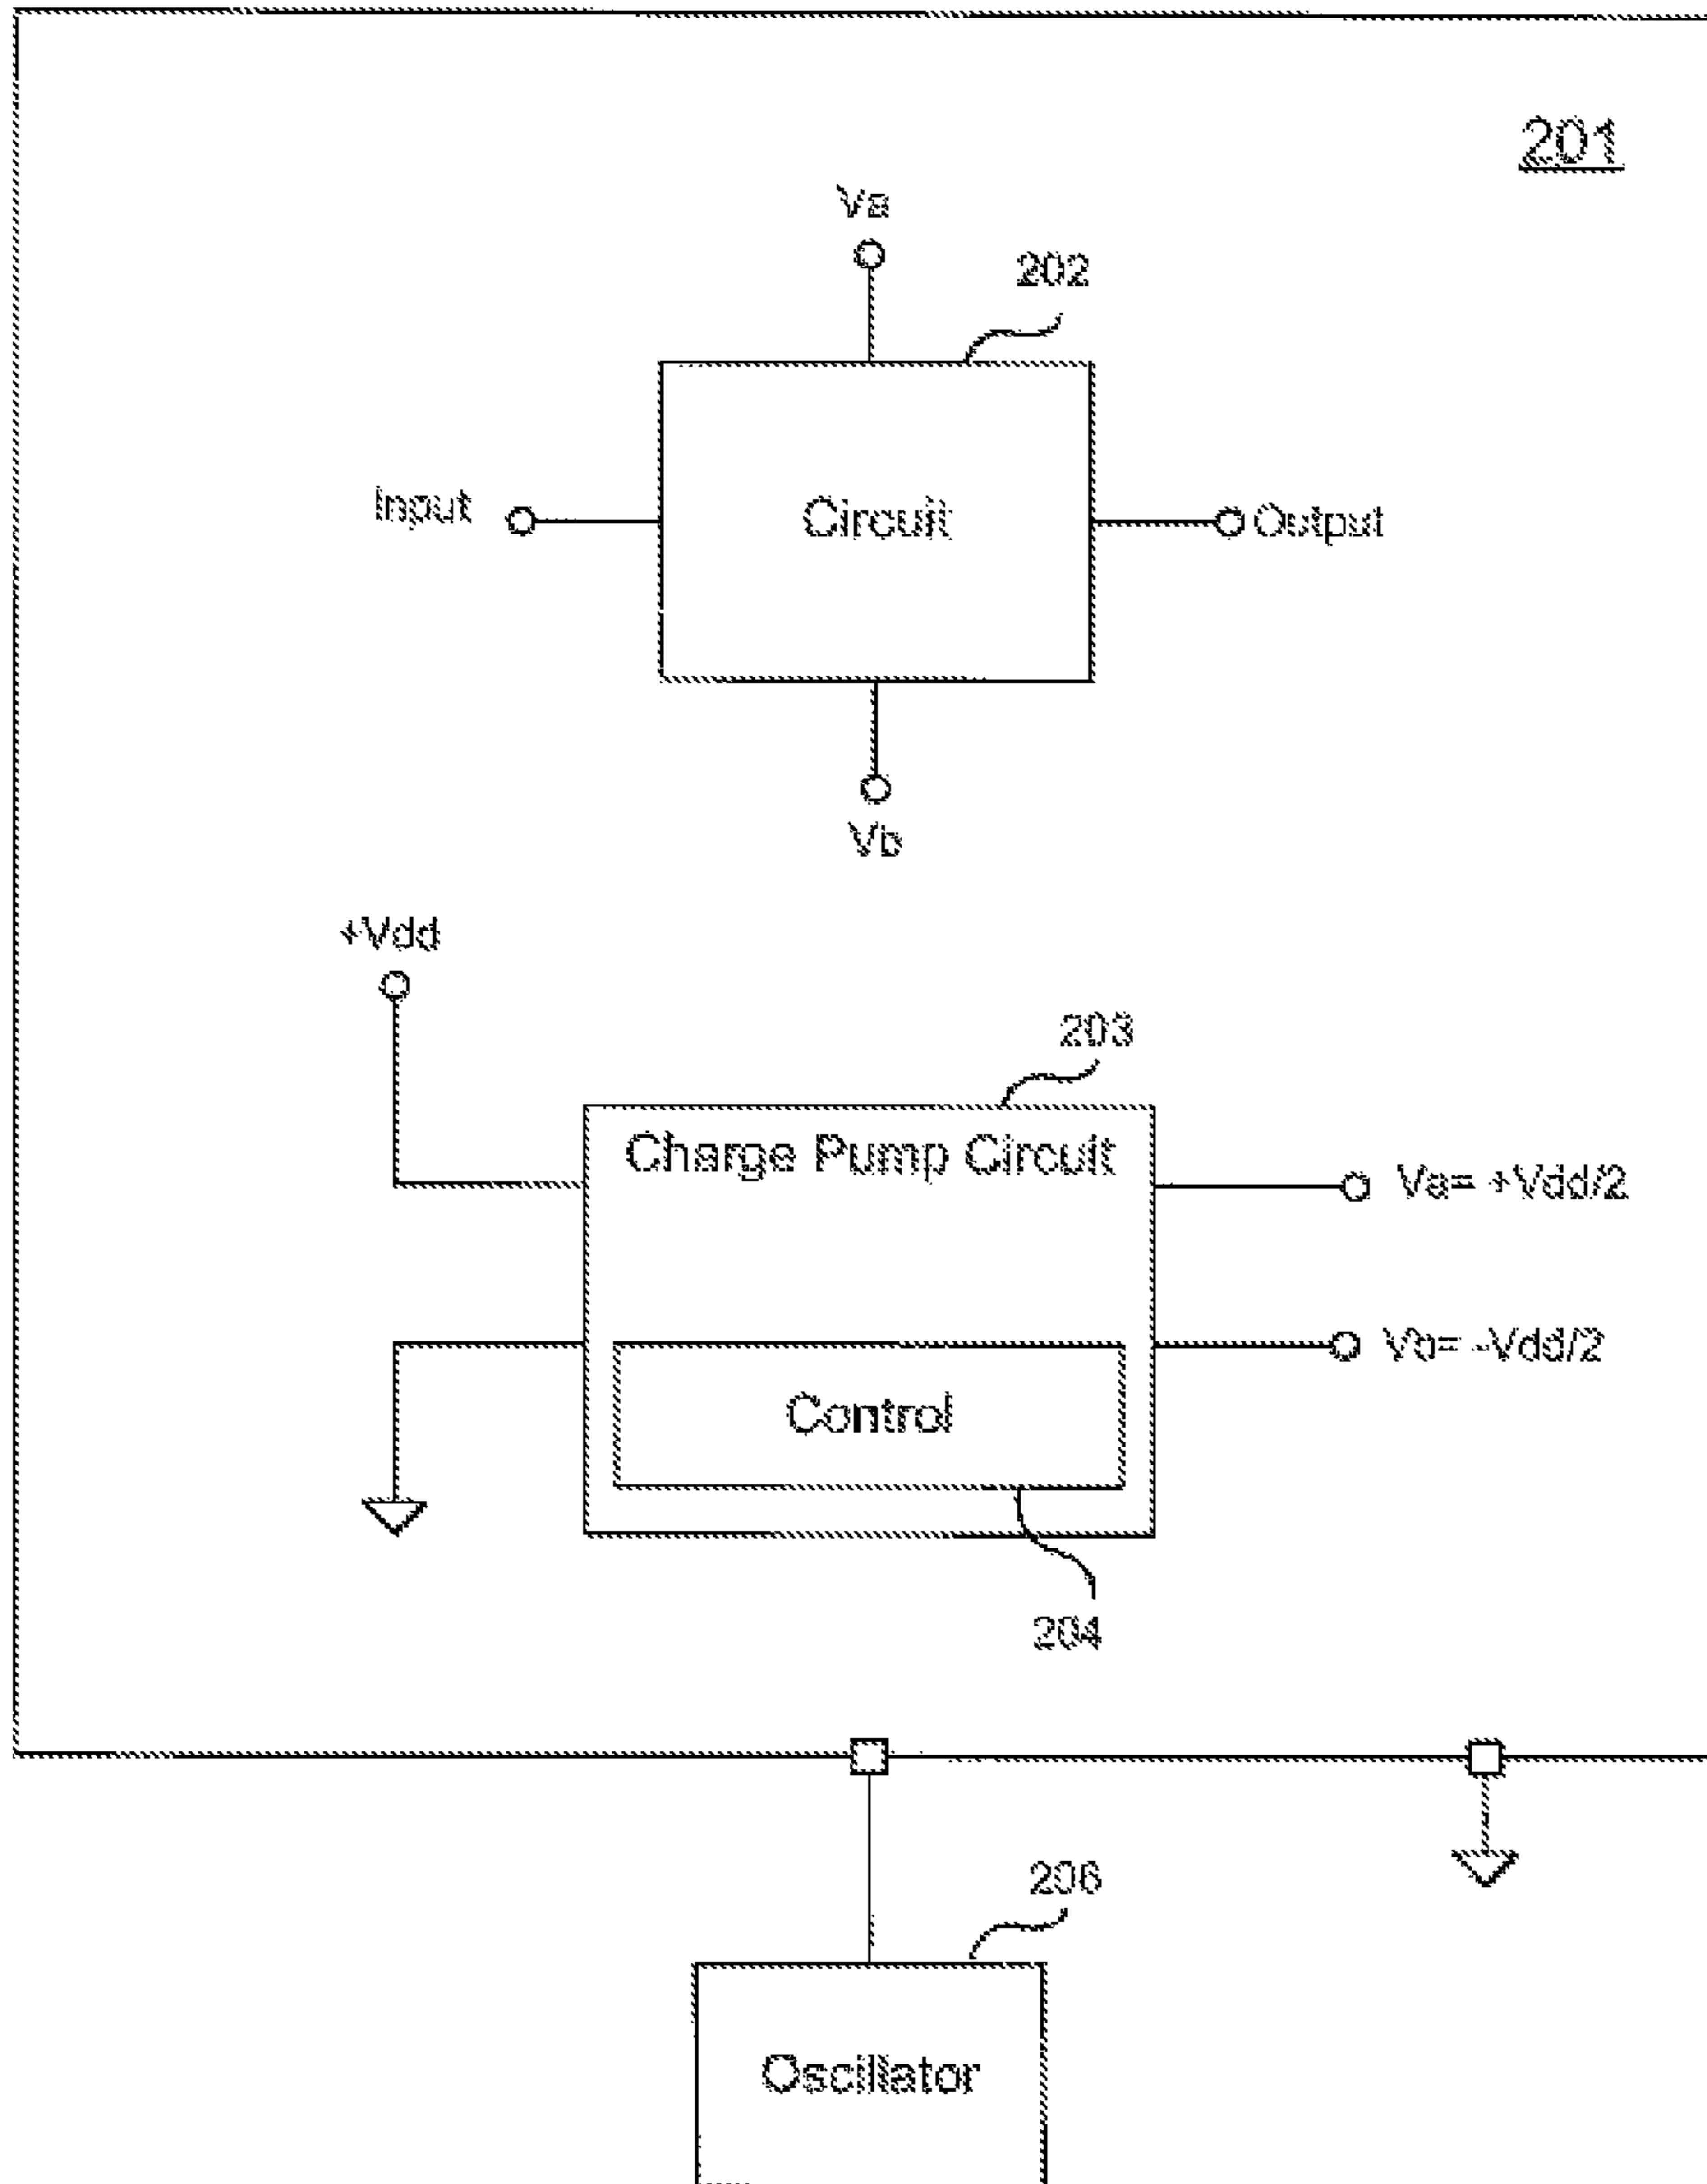 201
Va
202
Input
Circuit
Output
Vb
+Vdd
203
Charge Pump Circuit
Va= +Vdd/2
Vb= -Vdd/2
Control
204
206
Oscillator